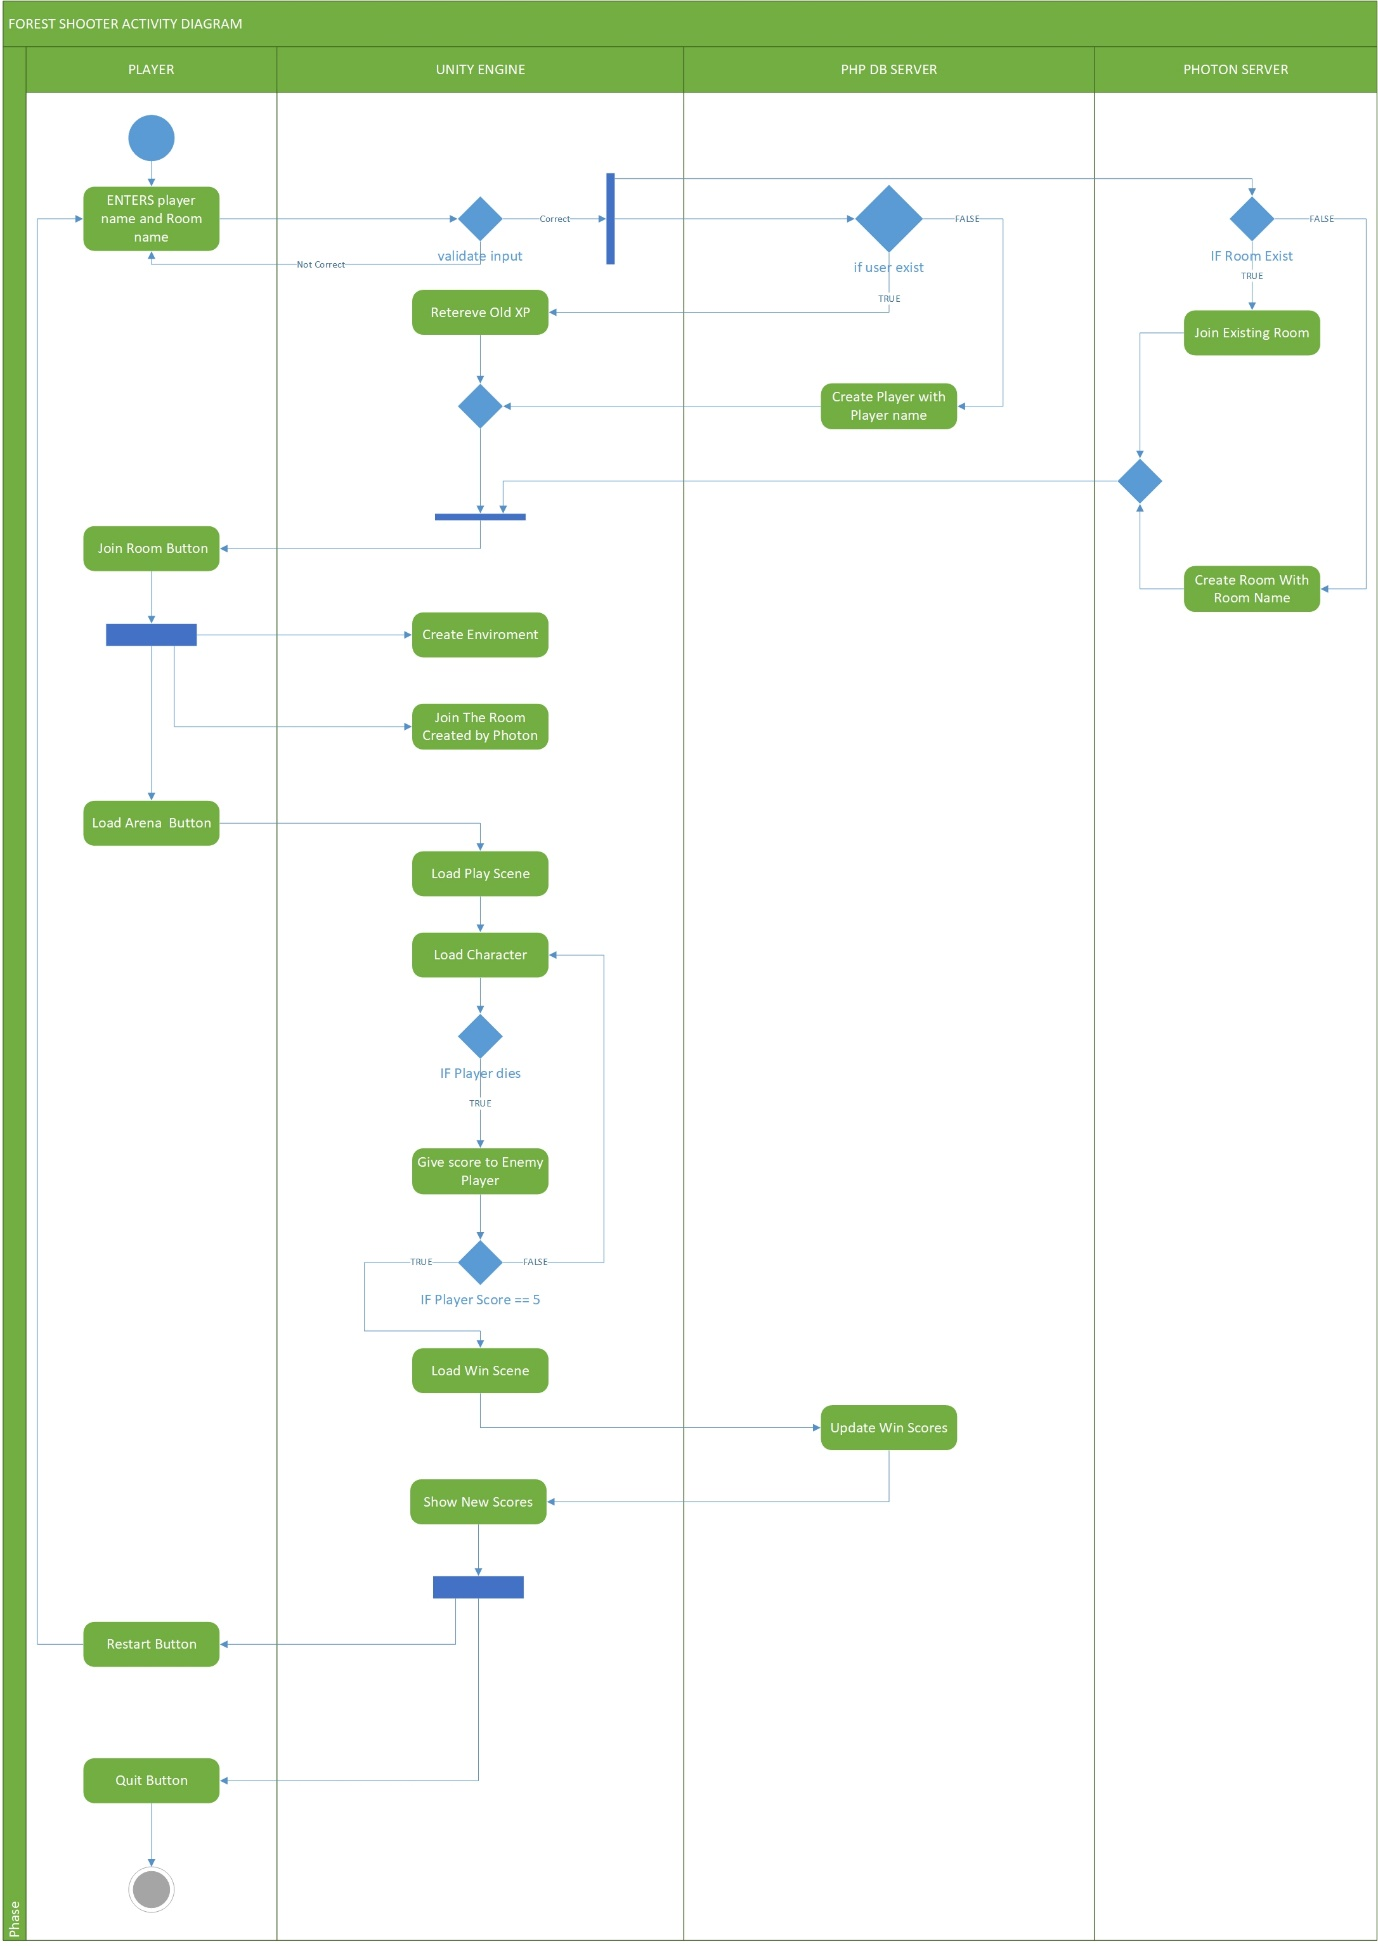 FOREST SHOOTER ACTIVITY DIAGRAM
PLAYER
UNITY ENGINE
PHP DB SERVER
PHOTON SERVER
ENTERS player
name and Room
name
Correct
validate input
Not Correct
FALSE
if user exist
TRUE
FALSE
IF Room Exist
TRUE
Retereve Old XP
Join Existing Room
Create Player with
Player name
Join Room Button
Create Room With
Room Name
Create Enviroment
Join The Room
Created by Photon
Load Arena Button
Load Play Scene
Load Character
IF Player dies
TRUE
Give score to Enemy
Player
TRUE
FALSE
IF Player Score == 5
Load Win Scene
Update Win Scores
Show New Scores
Restart Button
Quit Button
Phase